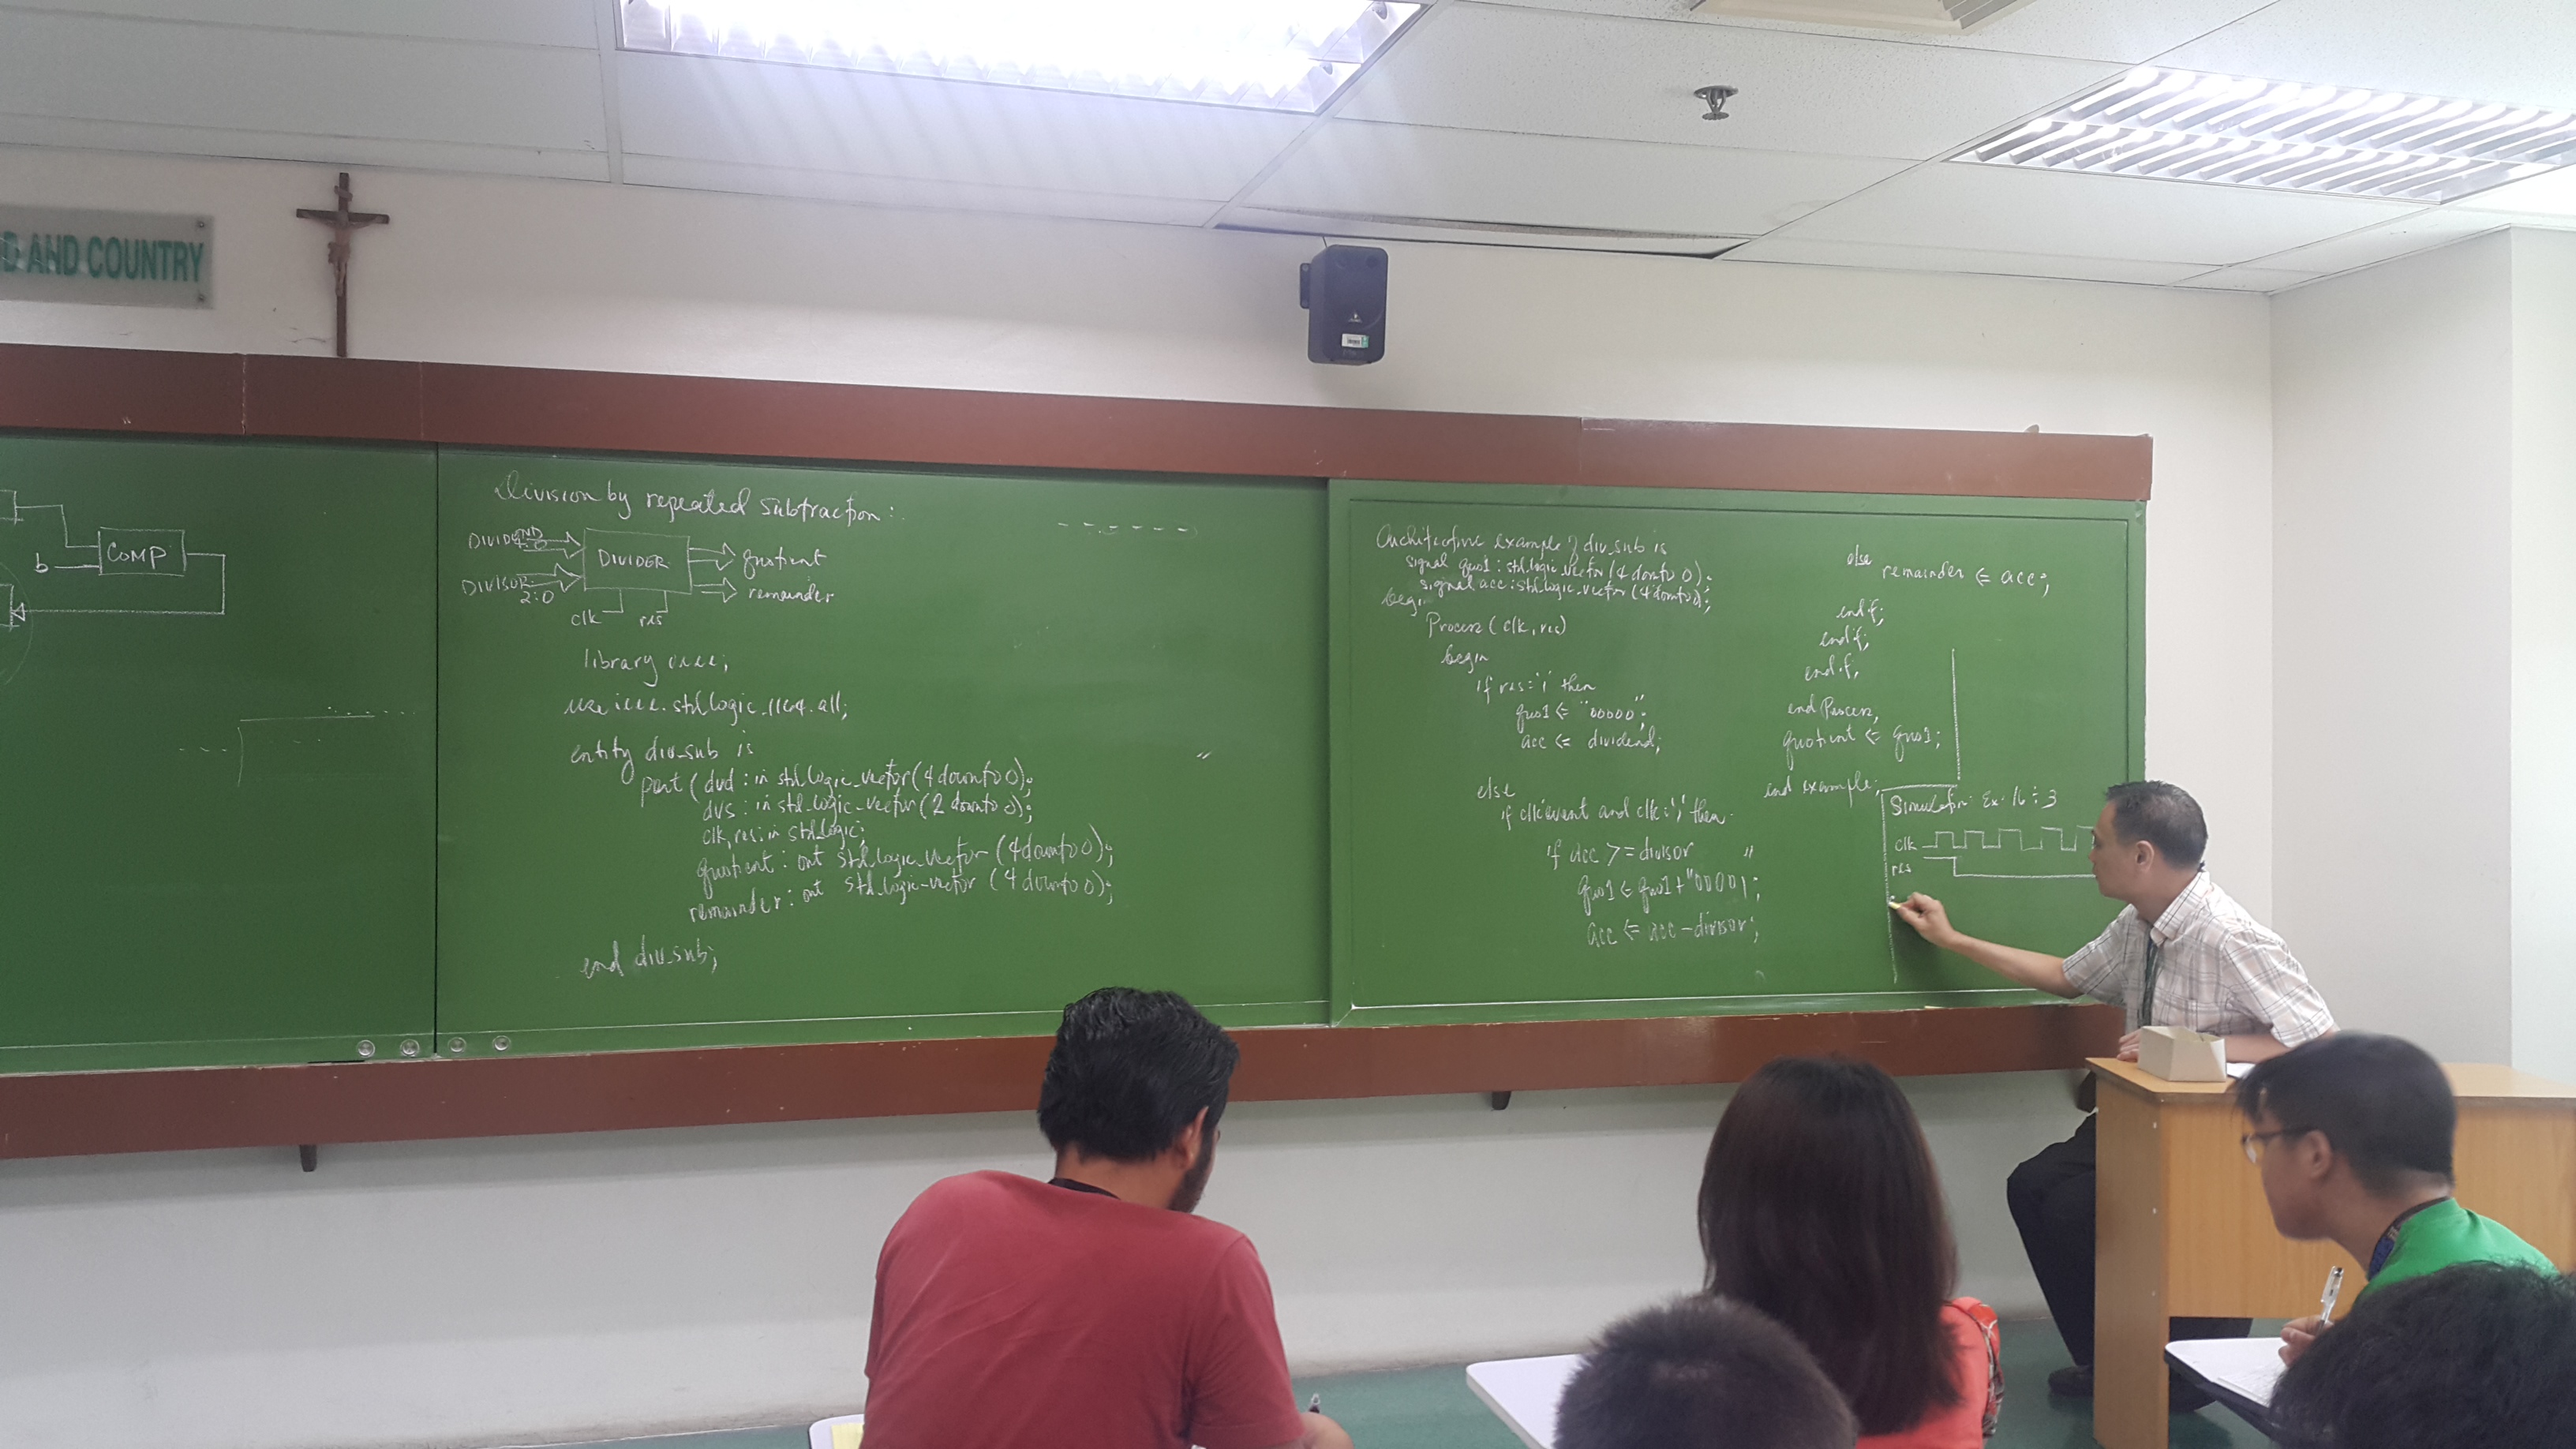 D AND COUNTRY
COMP
b
Division by repeated subtraction:
DIVIDEND
4:0
DIVIDER
quotient
DIVISOR
2:0
remainder
clk
res
library ieee;
use ieee.std_logic_1164.all;
entity div_sub is
port (dvd : in std_logic_vector(4 downto 0);
dvs : in std_logic_vector(2 downto 0);
clk, res: in std_logic;
quotient : out std_logic_vector (4 downto 0);
remainder : out std_logic_vector (4 downto 0);
end div_sub;
Architecture example of div_sub is
signal quo1 : std_logic_vector (4 downto 0);
signal acc : std_logic_vector (4 downto 0);
begin
Process (clk, res)
begin
if res='1' then
quo1 <= "00000";
acc <= dividend;
else
if clk'event and clk='1' then
if acc >= divisor "
quo1 <= quo1 + "00001;
acc <= acc - divisor;
else
remainder <= acc;
end if;
end if;
end if;
end Process;
quotient <= quo1;
end example;
Simulation: Ex. 16 ÷ 3
clk
res